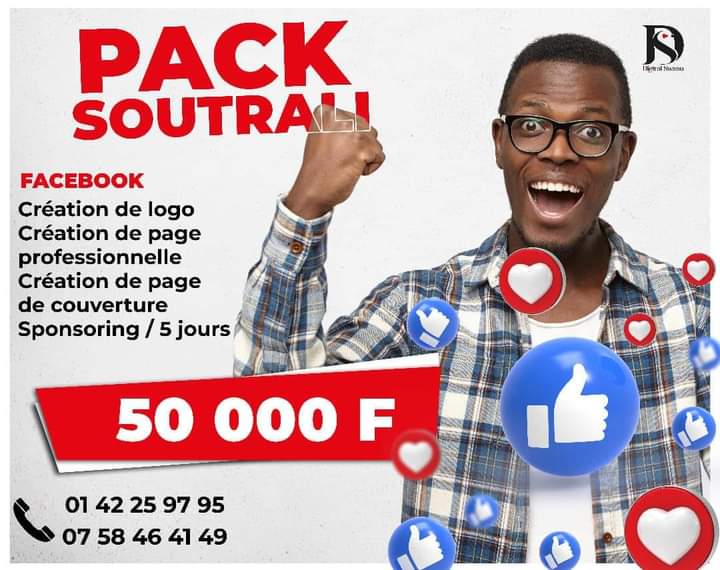 PACK
SOUTRALI
FACEBOOK
Création de logo
Création de page
professionnelle
Création de page
de couverture
Sponsoring / 5 jours
50 000 F
01 42 25 97 95
07 58 46 41 49